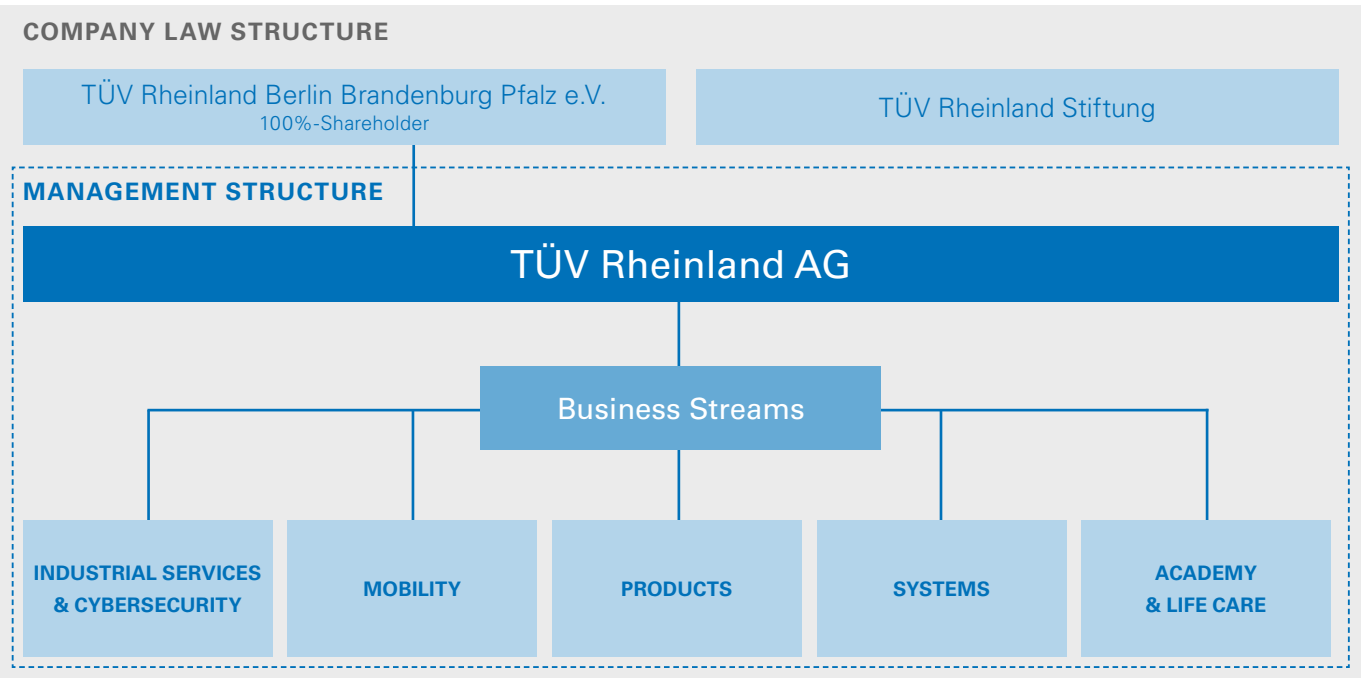 COMPANY LAW STRUCTURE
TÜV Rheinland Berlin Brandenburg Pfalz e.V.
100%-Shareholder
TÜV Rheinland Stiftung
MANAGEMENT STRUCTURE
TÜV Rheinland AG
Business Streams
INDUSTRIAL SERVICES
& CYBERSECURITY
MOBILITY
PRODUCTS
SYSTEMS
ACADEMY
& LIFE CARE